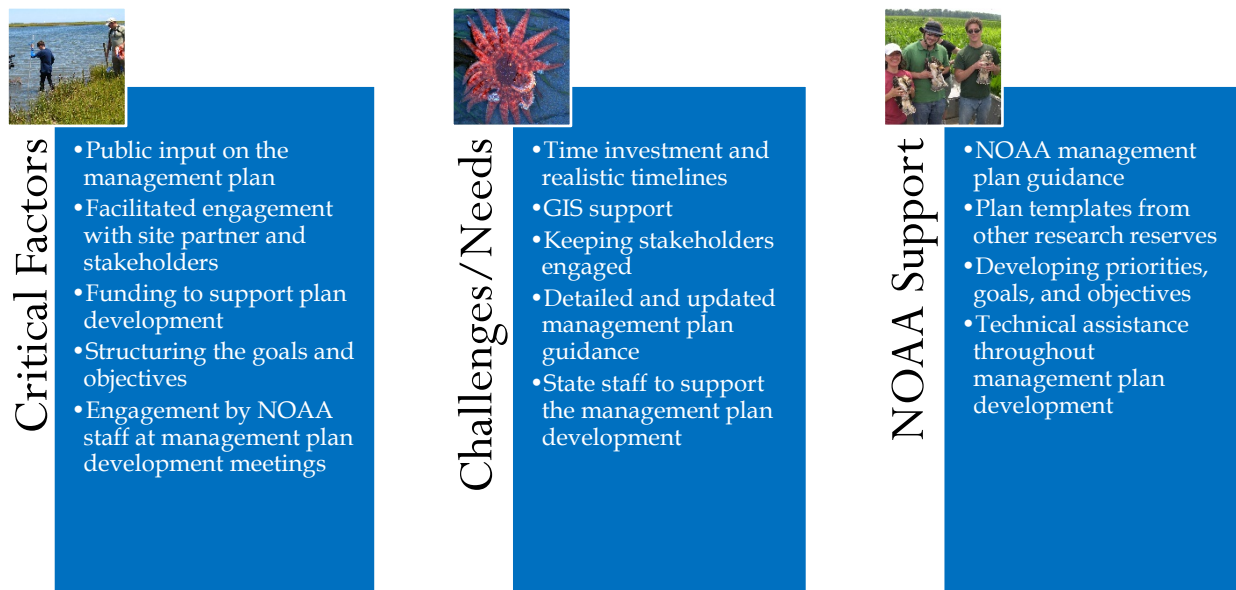 Critical Factors
•Public input on the
management plan
•Facilitated engagement
with site partner and
stakeholders
•Funding to support plan
development
•Structuring the goals and
objectives
•Engagement by NOAA
staff at management plan
development meetings
Challenges/Needs
•Time investment and
realistic timelines
•GIS support
•Keeping stakeholders
engaged
•Detailed and updated
management plan
guidance
•State staff to support
the management plan
development
NOAA Support
•NOAA management
plan guidance
•Plan templates from
other research reserves
•Developing priorities,
goals, and objectives
•Technical assistance
throughout
management plan
development